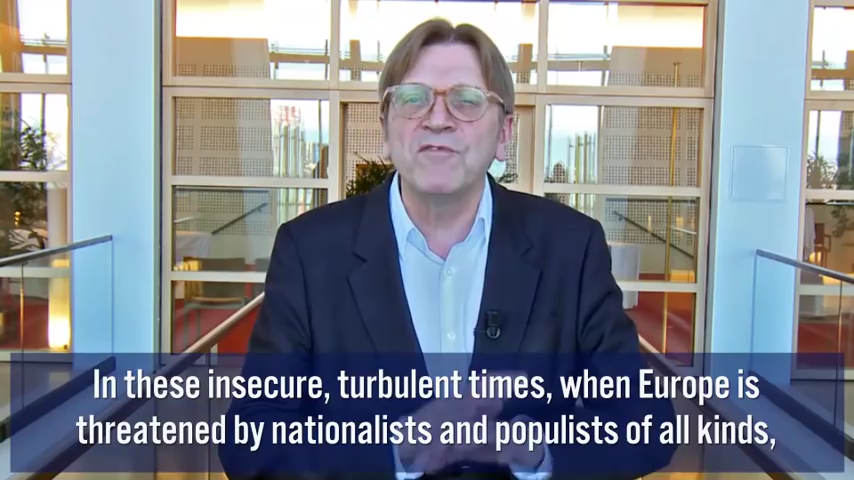 In these insecure, turbulent times, when Europe is
threatened by nationalists and populists of all kinds,